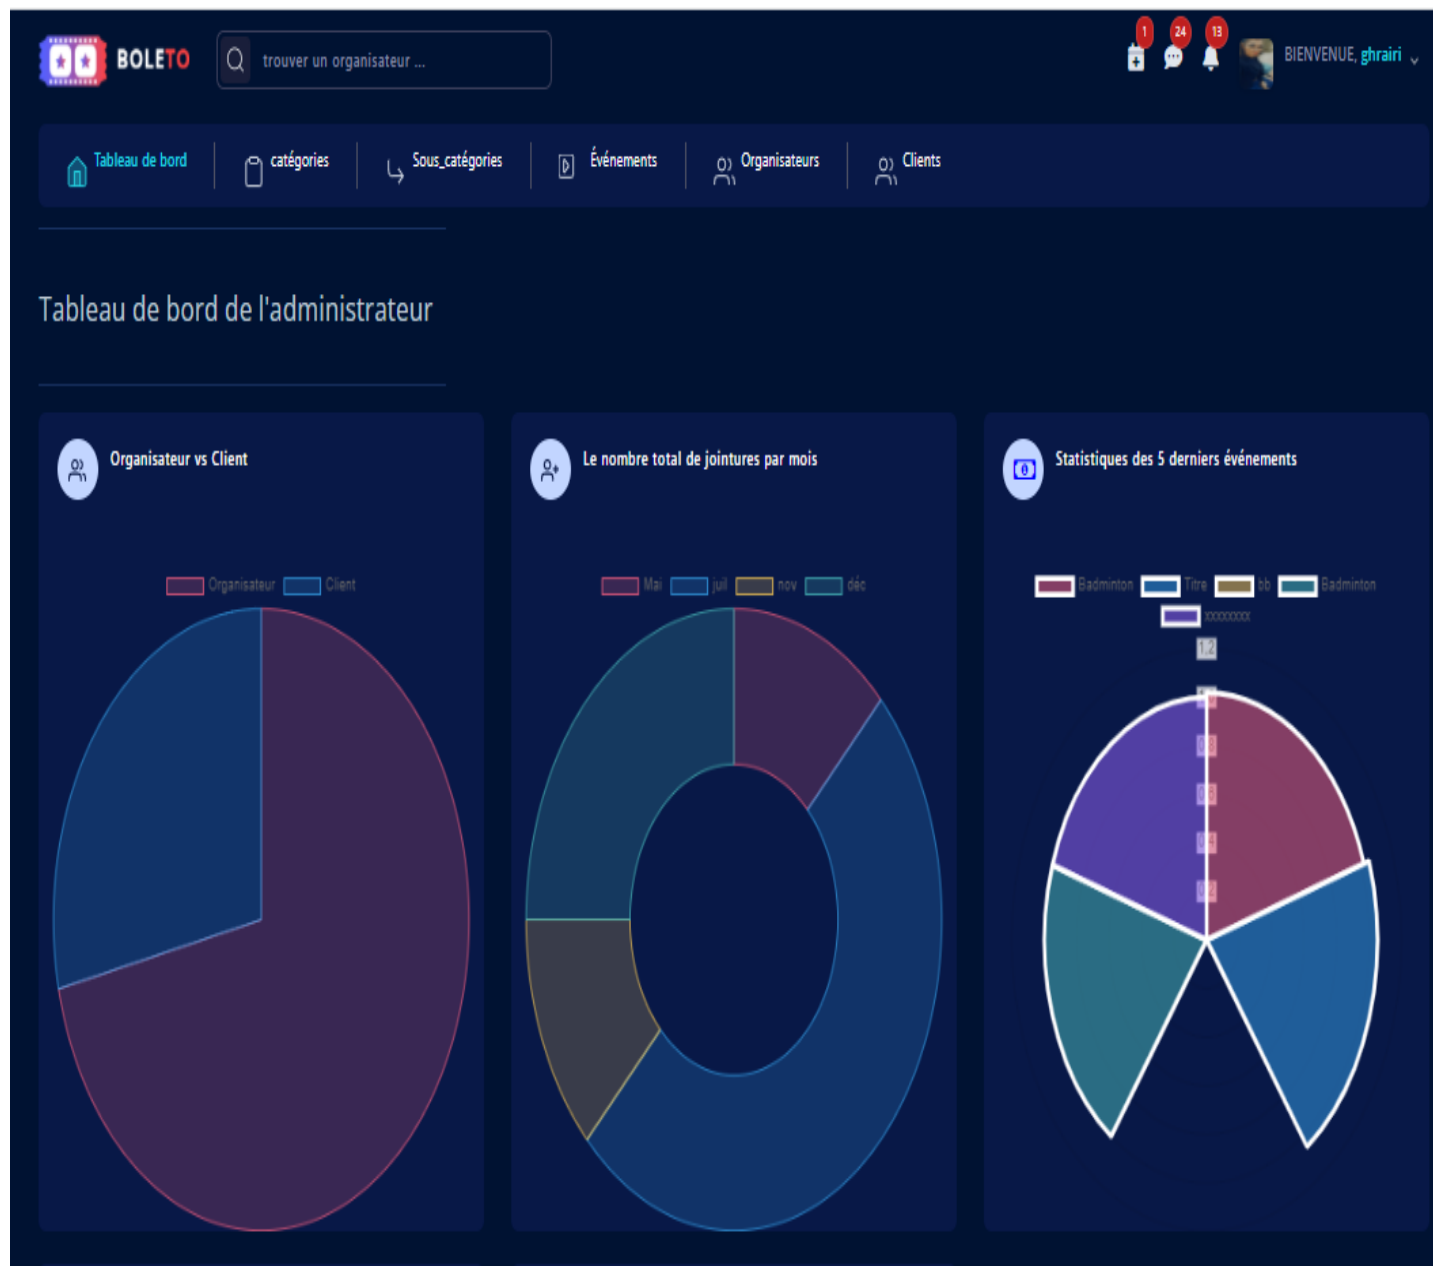 BOLETO
trouver un organisateur ...
1
24
13
BIENVENUE, ghrairi
Tableau de bord
catégories
Sous_catégories
Événements
Organisateurs
Clients
Tableau de bord de l'administrateur
Organisateur vs Client
Organisateur
Client
Le nombre total de jointures par mois
Mai
juil
nov
déc
Statistiques des 5 derniers événements
Badminton
Titre
bb
Badminton
xxxxxxxx
1,2